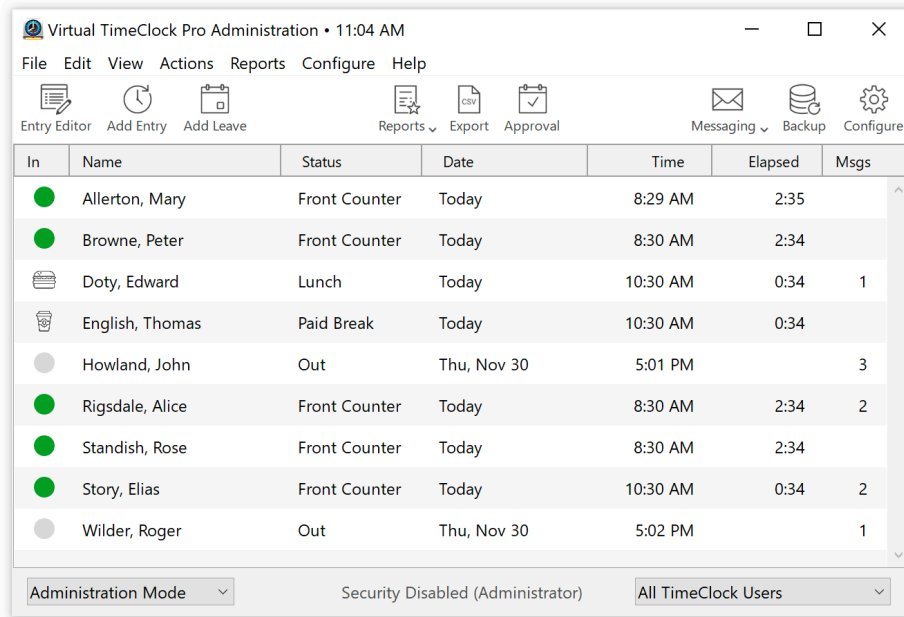 Virtual TimeClock Pro Administration • 11:04 AM
File Edit View Actions Reports Configure Help
Entry Editor Add Entry Add Leave Reports CSV Export Approval Messaging Backup Configure
In Name Status Date Time Elapsed Msgs
Allerton, Mary Front Counter Today 8:29 AM 2:35
Browne, Peter Front Counter Today 8:30 AM 2:34
Doty, Edward Lunch Today 10:30 AM 0:34 1
English, Thomas Paid Break Today 10:30 AM 0:34
Howland, John Out Thu, Nov 30 5:01 PM 3
Rigsdale, Alice Front Counter Today 8:30 AM 2:34 2
Standish, Rose Front Counter Today 8:30 AM 2:34
Story, Elias Front Counter Today 10:30 AM 0:34 2
Wilder, Roger Out Thu, Nov 30 5:02 PM 1
Administration Mode Security Disabled (Administrator) All TimeClock Users